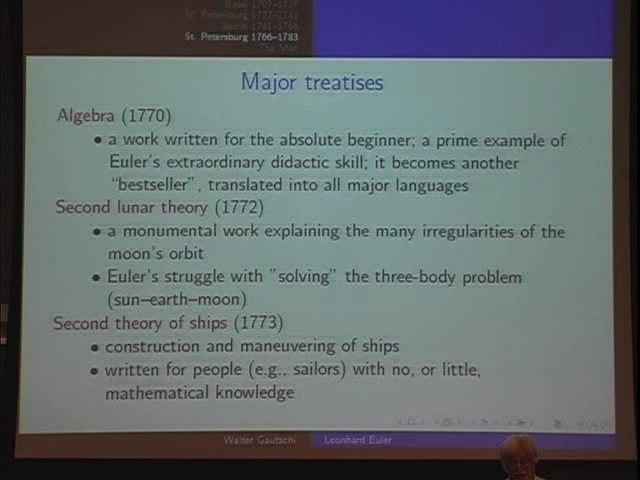 Basel 1707–1727
St. Petersburg 1727–1741
Berlin 1741–1766
St. Petersburg 1766–1783
The Man
Major treatises
Algebra (1770)
• a work written for the absolute beginner; a prime example of
Euler's extraordinary didactic skill; it becomes another
"bestseller", translated into all major languages
Second lunar theory (1772)
• a monumental work explaining the many irregularities of the
moon's orbit
• Euler's struggle with "solving" the three-body problem
(sun–earth–moon)
Second theory of ships (1773)
• construction and maneuvering of ships
• written for people (e.g., sailors) with no, or little,
mathematical knowledge
Walter Gautschi Leonhard Euler